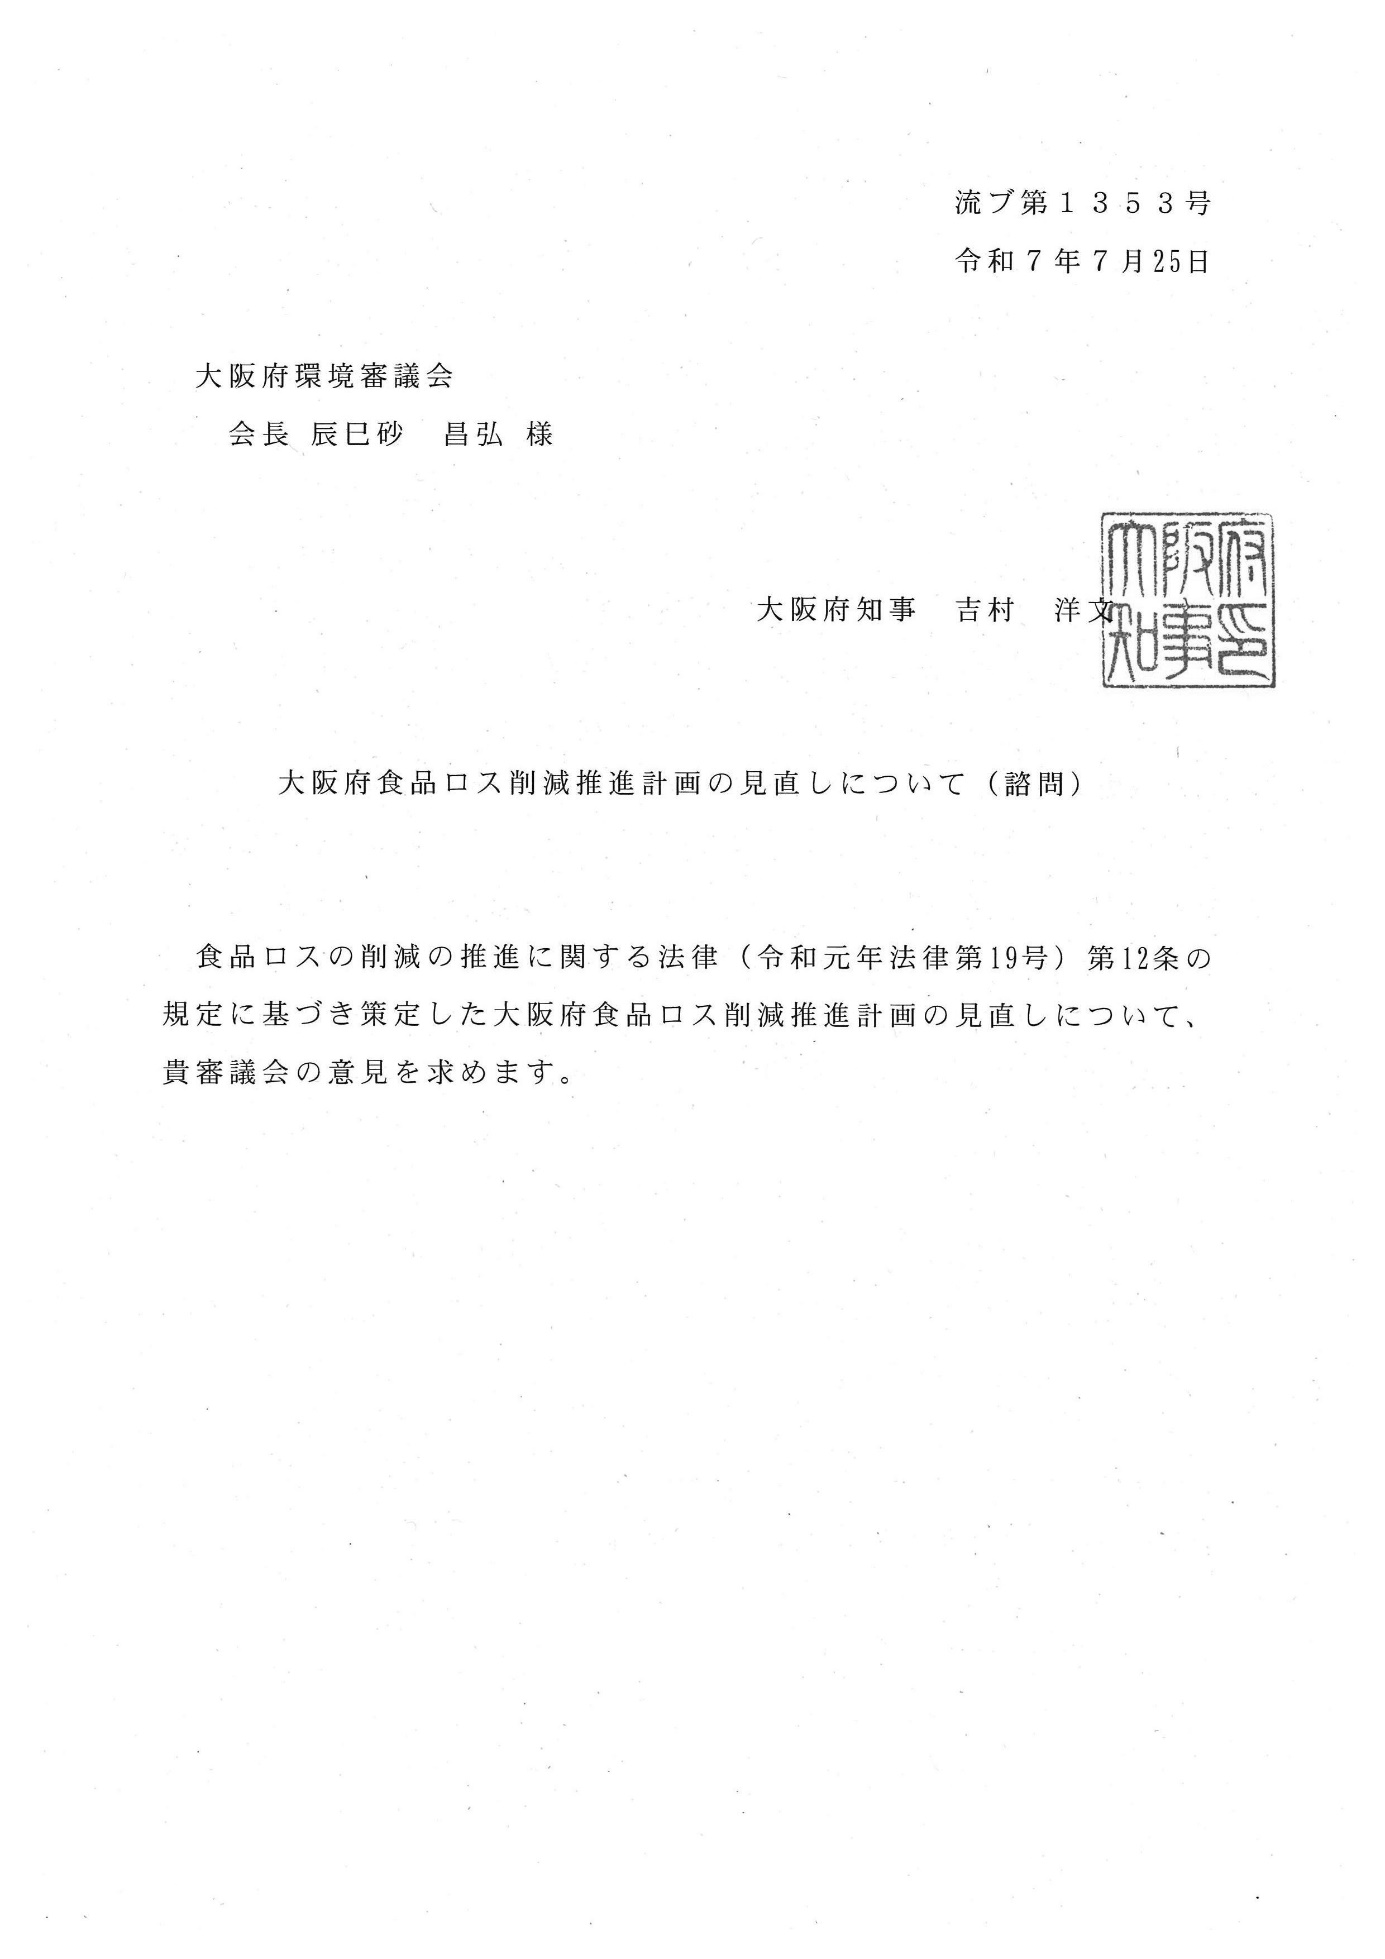 流ブ第１３５３号
令和７年７月25日
大阪府環境審議会
会長 辰巳砂　昌弘 様
大阪府知事　吉村　洋文
大阪府知事印
大阪府食品ロス削減推進計画の見直しについて（諮問）
食品ロスの削減の推進に関する法律（令和元年法律第19号）第12条の
規定に基づき策定した大阪府食品ロス削減推進計画の見直しについて、
貴審議会の意見を求めます。